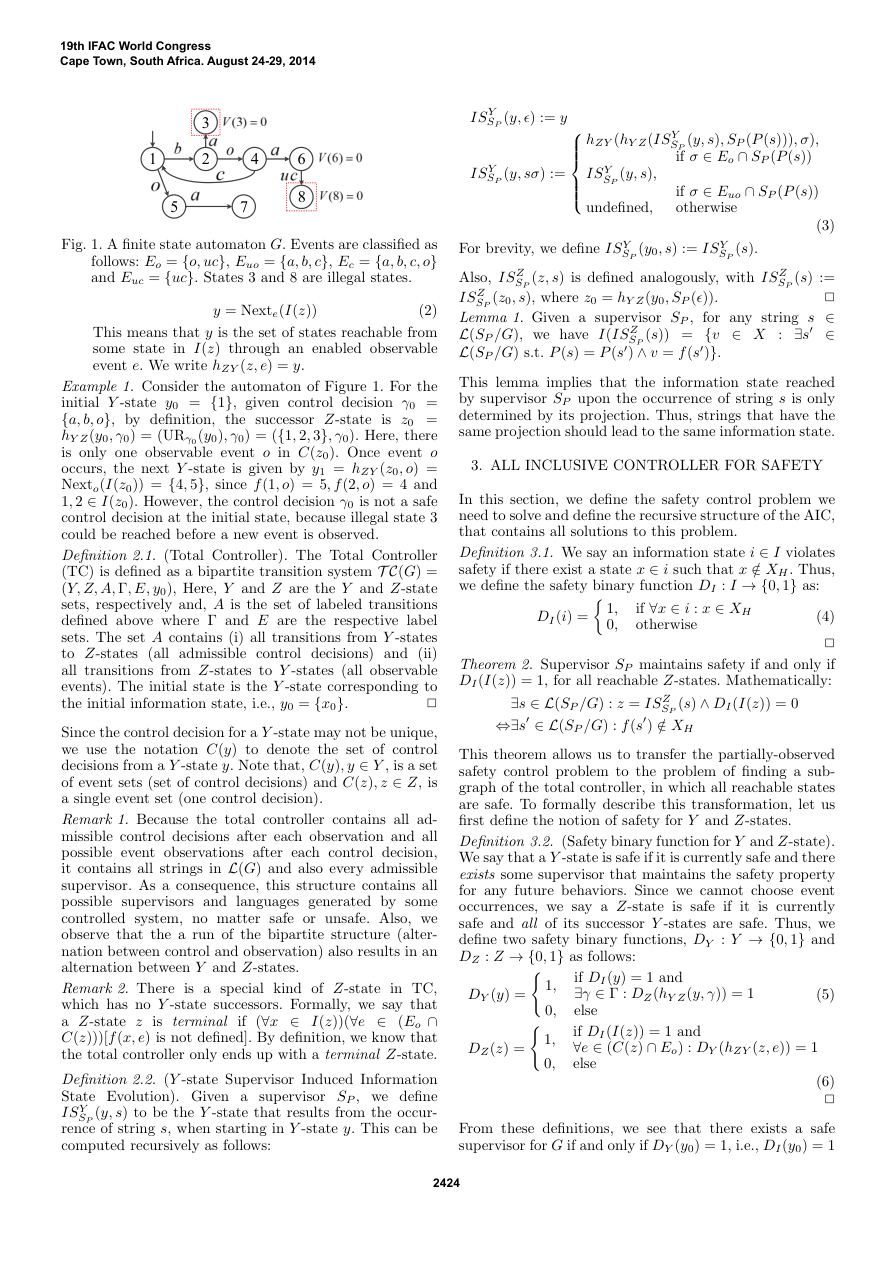 19th IFAC World Congress
Cape Town, South Africa. August 24-29, 2014
3 V(3) = 0
a
1 b 2 o 4 a 6 V(6) = 0
c
uc
o
5 a 7
8 V(8) = 0
Fig. 1. A finite state automaton G. Events are classified as
follows: E_o = {o, uc}, E_uo = {a, b, c}, E_c = {a, b, c, o}
and E_uc = {uc}. States 3 and 8 are illegal states.
y = Next_e(I(z)) (2)
This means that y is the set of states reachable from
some state in I(z) through an enabled observable
event e. We write h_ZY(z, e) = y.
Example 1. Consider the automaton of Figure 1. For the
initial Y-state y_0 = {1}, given control decision γ_0 =
{a, b, o}, by definition, the successor Z-state is z_0 =
h_YZ(y_0, γ_0) = (UR_γ_0(y_0), γ_0) = ({1, 2, 3}, γ_0). Here, there
is only one observable event o in C(z_0). Once event o
occurs, the next Y-state is given by y_1 = h_ZY(z_0, o) =
Next_o(I(z_0)) = {4, 5}, since f(1, o) = 5, f(2, o) = 4 and
1, 2 ∈ I(z_0). However, the control decision γ_0 is not a safe
control decision at the initial state, because illegal state 3
could be reached before a new event is observed.
Definition 2.1. (Total Controller). The Total Controller
(TC) is defined as a bipartite transition system TC(G) =
(Y, Z, A, Γ, E, y_0), Here, Y and Z are the Y and Z-state
sets, respectively and, A is the set of labeled transitions
defined above where Γ and E are the respective label
sets. The set A contains (i) all transitions from Y-states
to Z-states (all admissible control decisions) and (ii)
all transitions from Z-states to Y-states (all observable
events). The initial state is the Y-state corresponding to
the initial information state, i.e., y_0 = {x_0}. □
Since the control decision for a Y-state may not be unique,
we use the notation C(y) to denote the set of control
decisions from a Y-state y. Note that, C(y), y ∈ Y, is a set
of event sets (set of control decisions) and C(z), z ∈ Z, is
a single event set (one control decision).
Remark 1. Because the total controller contains all ad-
missible control decisions after each observation and all
possible event observations after each control decision,
it contains all strings in L(G) and also every admissible
supervisor. As a consequence, this structure contains all
possible supervisors and languages generated by some
controlled system, no matter safe or unsafe. Also, we
observe that the a run of the bipartite structure (alter-
nation between control and observation) also results in an
alternation between Y and Z-states.
Remark 2. There is a special kind of Z-state in TC,
which has no Y-state successors. Formally, we say that
a Z-state z is terminal if (∀x ∈ I(z))(∀e ∈ (E_o ∩
C(z)))[f(x, e) is not defined]. By definition, we know that
the total controller only ends up with a terminal Z-state.
Definition 2.2. (Y-state Supervisor Induced Information
State Evolution). Given a supervisor S_P, we define
IS^Y_{S_P}(y, s) to be the Y-state that results from the occur-
rence of string s, when starting in Y-state y. This can be
computed recursively as follows:
IS^Y_{S_P}(y, ϵ) := y
IS^Y_{S_P}(y, sσ) := { h_ZY(h_YZ(IS^Y_{S_P}(y, s), S_P(P(s))), σ),
if σ ∈ E_o ∩ S_P(P(s))
IS^Y_{S_P}(y, s),
if σ ∈ E_uo ∩ S_P(P(s))
undefined, otherwise
(3)
For brevity, we define IS^Y_{S_P}(y_0, s) := IS^Y_{S_P}(s).
Also, IS^Z_{S_P}(z, s) is defined analogously, with IS^Z_{S_P}(s) :=
IS^Z_{S_P}(z_0, s), where z_0 = h_YZ(y_0, S_P(ϵ)). □
Lemma 1. Given a supervisor S_P, for any string s ∈
L(S_P/G), we have I(IS^Z_{S_P}(s)) = {v ∈ X : ∃s′ ∈
L(S_P/G) s.t. P(s) = P(s′) ∧ v = f(s′)}.
This lemma implies that the information state reached
by supervisor S_P upon the occurrence of string s is only
determined by its projection. Thus, strings that have the
same projection should lead to the same information state.
3. ALL INCLUSIVE CONTROLLER FOR SAFETY
In this section, we define the safety control problem we
need to solve and define the recursive structure of the AIC,
that contains all solutions to this problem.
Definition 3.1. We say an information state i ∈ I violates
safety if there exist a state x ∈ i such that x ∉ X_H. Thus,
we define the safety binary function D_I : I → {0, 1} as:
D_I(i) = { 1, if ∀x ∈ i : x ∈ X_H
0, otherwise (4)
□
Theorem 2. Supervisor S_P maintains safety if and only if
D_I(I(z)) = 1, for all reachable Z-states. Mathematically:
∃s ∈ L(S_P/G) : z = IS^Z_{S_P}(s) ∧ D_I(I(z)) = 0
⇔∃s′ ∈ L(S_P/G) : f(s′) ∉ X_H
This theorem allows us to transfer the partially-observed
safety control problem to the problem of finding a sub-
graph of the total controller, in which all reachable states
are safe. To formally describe this transformation, let us
first define the notion of safety for Y and Z-states.
Definition 3.2. (Safety binary function for Y and Z-state).
We say that a Y-state is safe if it is currently safe and there
exists some supervisor that maintains the safety property
for any future behaviors. Since we cannot choose event
occurrences, we say a Z-state is safe if it is currently
safe and all of its successor Y-states are safe. Thus, we
define two safety binary functions, D_Y : Y → {0, 1} and
D_Z : Z → {0, 1} as follows:
D_Y(y) = { 1, if D_I(y) = 1 and
∃γ ∈ Γ : D_Z(h_YZ(y, γ)) = 1 (5)
0, else
D_Z(z) = { 1, if D_I(I(z)) = 1 and
∀e ∈ (C(z) ∩ E_o) : D_Y(h_ZY(z, e)) = 1
0, else
(6)
□
From these definitions, we see that there exists a safe
supervisor for G if and only if D_Y(y_0) = 1, i.e., D_I(y_0) = 1
2424